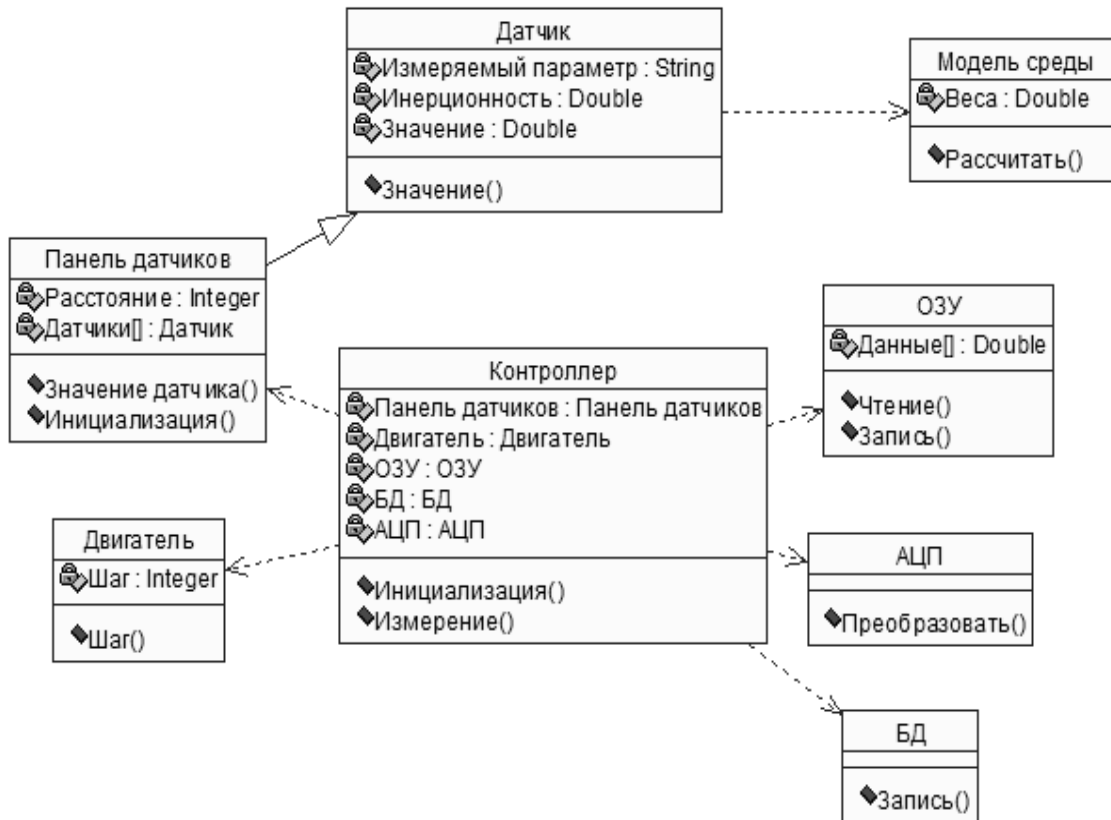 Датчик
Измеряемый параметр : String
Инерционность : Double
Значение : Double
Значение()
Модель среды
Веса : Double
Рассчитать()
Панель датчиков
Расстояние : Integer
Датчики[] : Датчик
Значение датчика()
Инициализация()
Контроллер
Панель датчиков : Панель датчиков
Двигатель : Двигатель
ОЗУ : ОЗУ
БД : БД
АЦП : АЦП
Инициализация()
Измерение()
ОЗУ
Данные[] : Double
Чтение()
Запись()
Двигатель
Шаг : Integer
Шаг()
АЦП
Преобразовать()
БД
Запись()